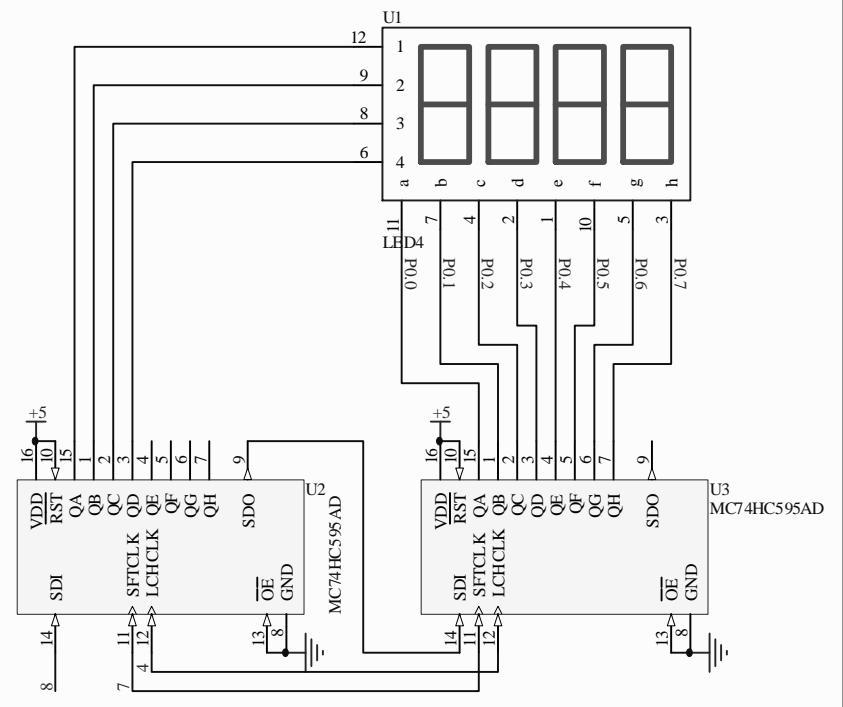 U1
12 1
9 2
8 3
6 4
a b c d e f g h
11 7 4 2 1 10 5 3
LED4
P0.0 P0.1 P0.2 P0.3 P0.4 P0.5 P0.6 P0.7
+5 +5
16 10 15 1 2 3 4 5 6 7 9
16 10 15 1 2 3 4 5 6 7 9
U2
VDD RST QA QB QC QD QE QF QG QH SDO
SDI SFTCLK LCHCLK OE GND
MC74HC595AD
14 11 12 13 8
U3
MC74HC595AD
VDD RST QA QB QC QD QE QF QG QH SDO
SDI SFTCLK LCHCLK OE GND
14 11 12 13 8
8 7 4